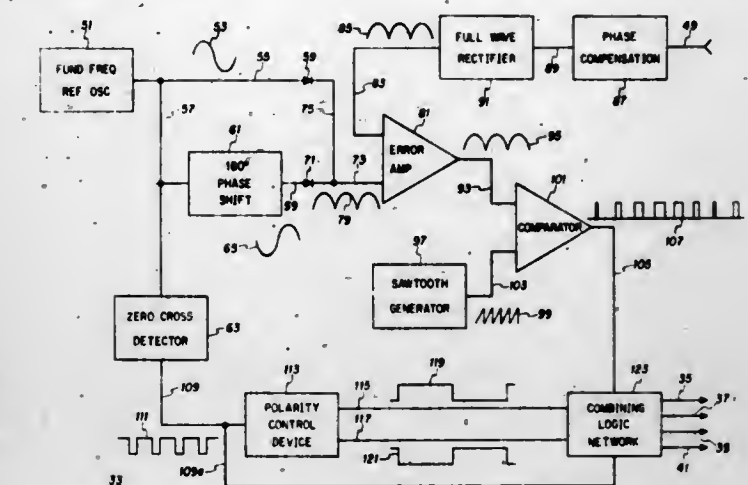 51
FUND FREQ
REF OSC
53
55
59
57
75
61
180°
PHASE
SHIFT
71
73
99
65
79
85
FULL WAVE
RECTIFIER
91
89
PHASE
COMPENSATION
87
49
83
81
ERROR
AMP
95
93
101
COMPARATOR
107
105
97
SAWTOOTH
GENERATOR
103
99
ZERO CROSS
DETECTOR
63
109
111
109a
33
113
POLARITY
CONTROL
DEVICE
115
117
119
121
123
COMBINING
LOGIC
NETWORK
35
37
39
41